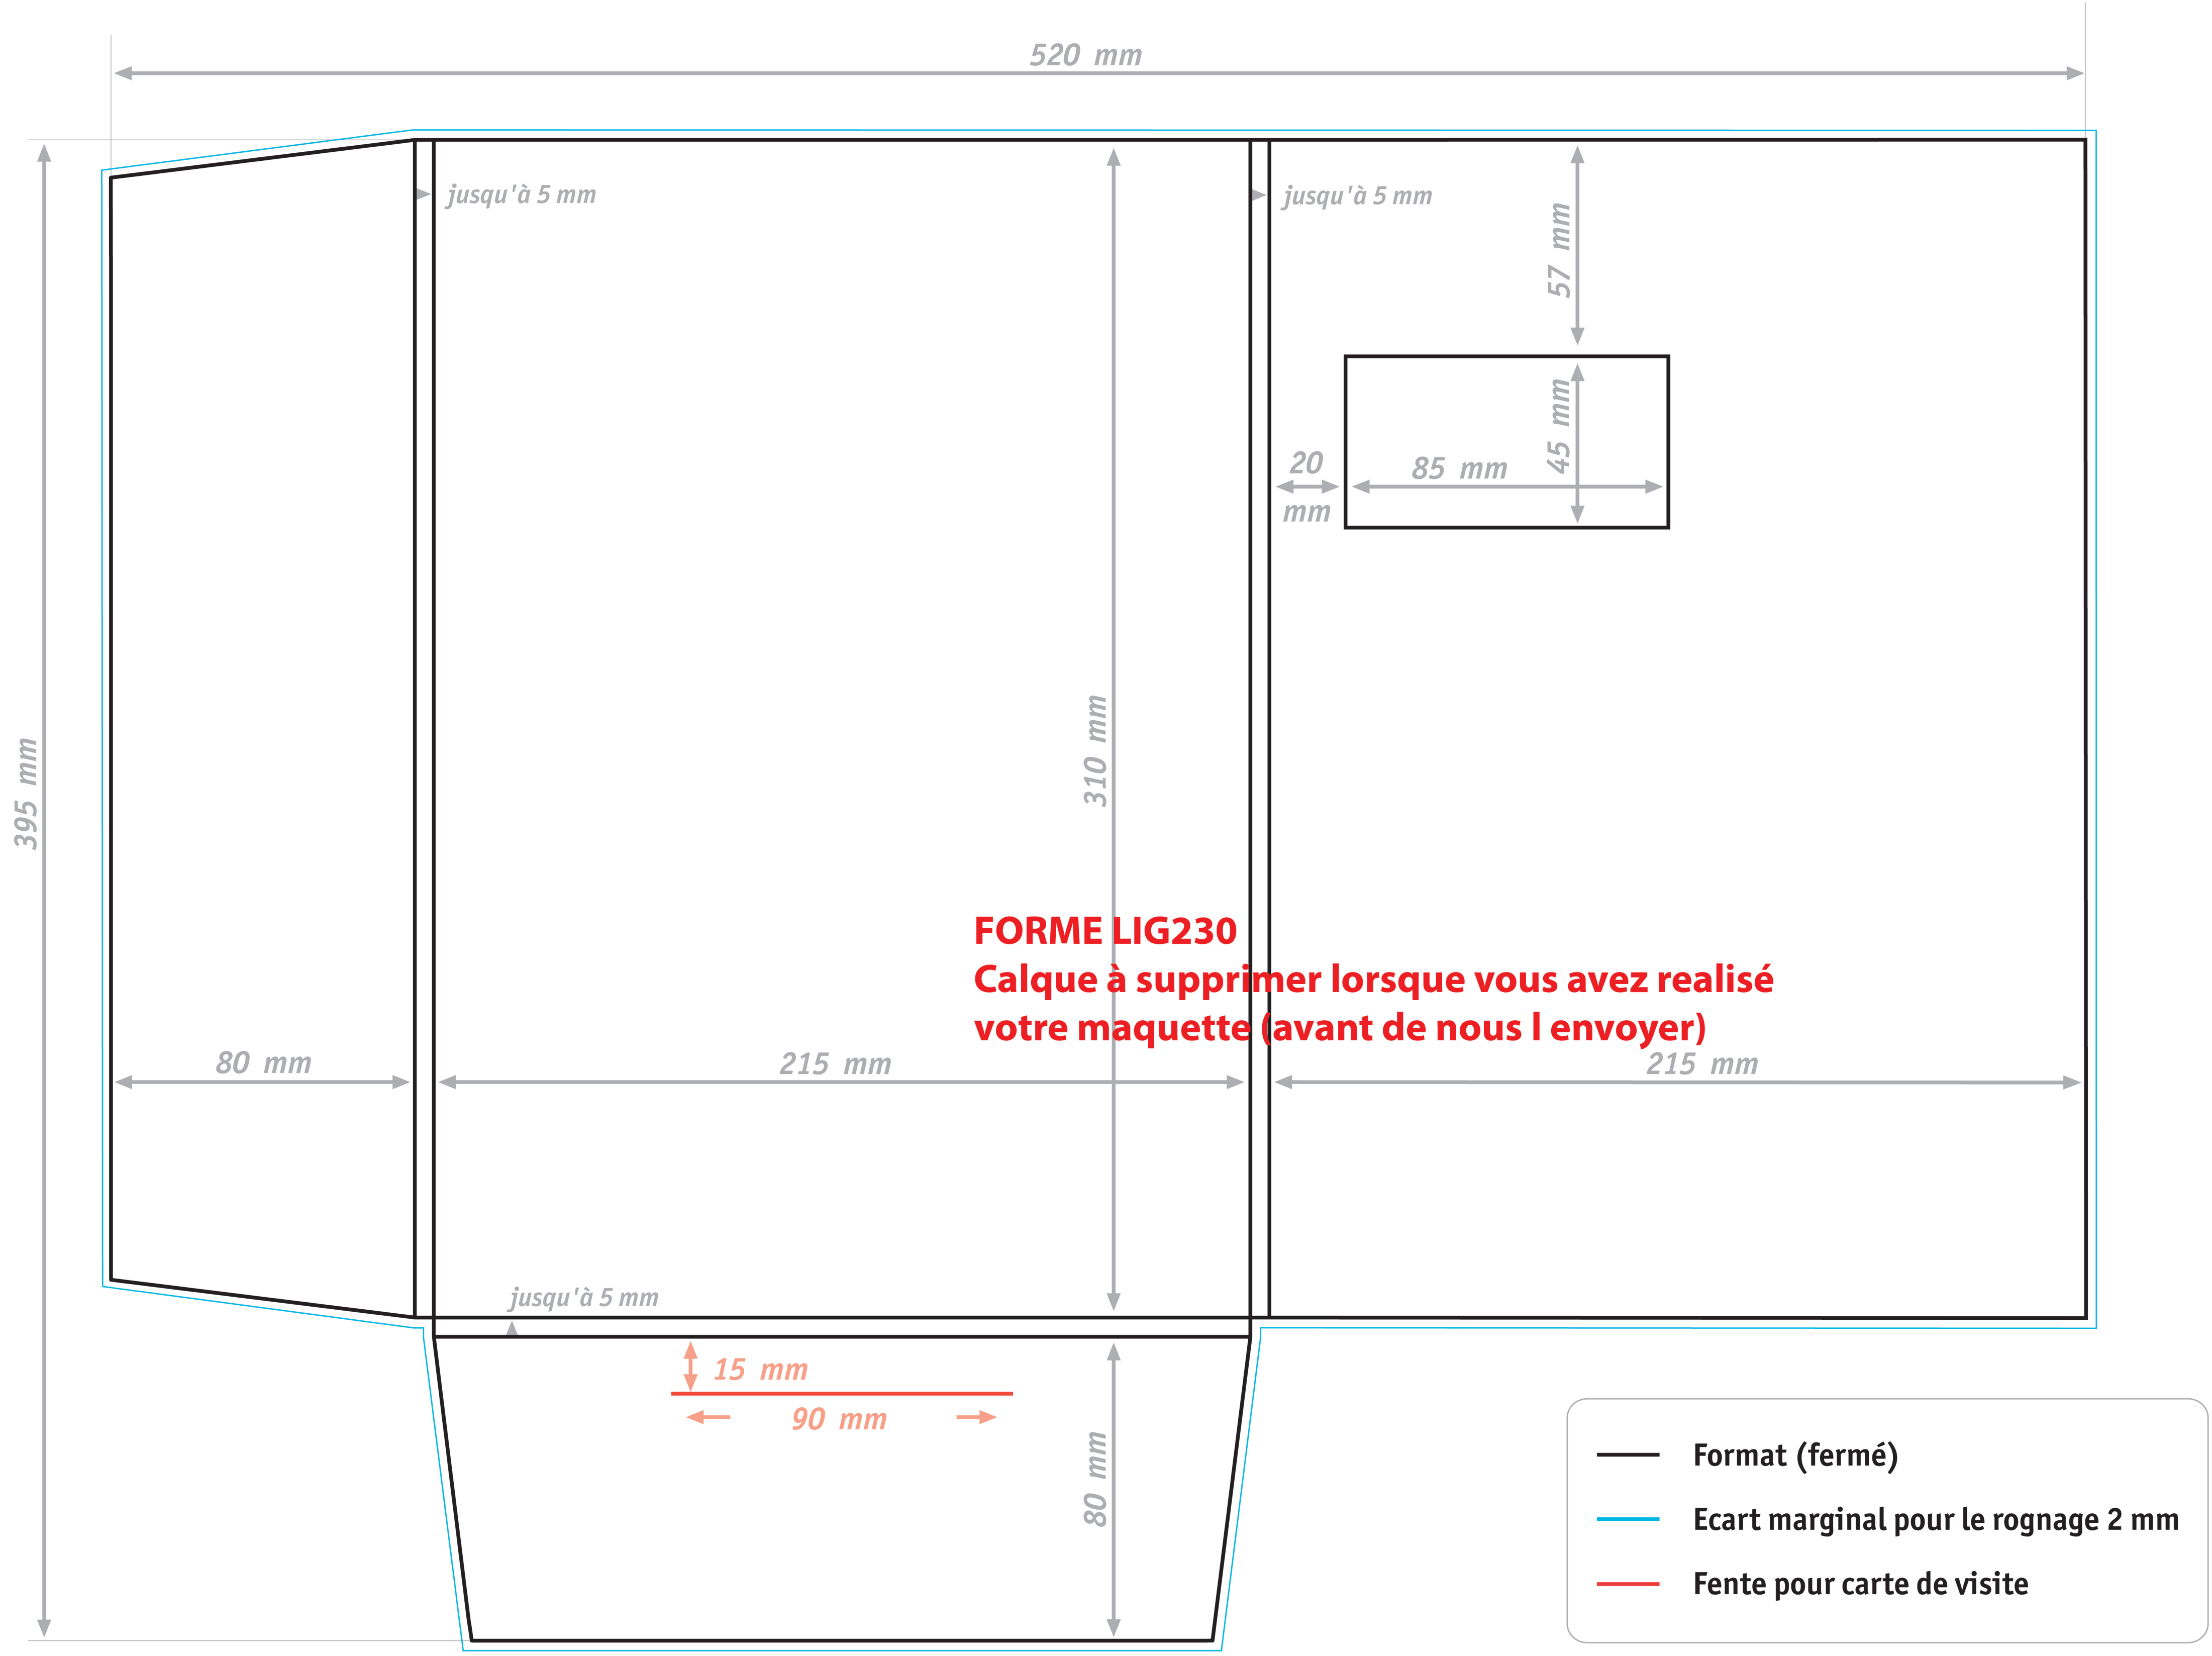 520 mm
jusqu'à 5 mm
jusqu'à 5 mm
57 mm
45 mm
20
mm
85 mm
310 mm
395 mm
FORME LIG230
Calque à supprimer lorsque vous avez realisé
votre maquette (avant de nous l envoyer)
80 mm
215 mm
215 mm
jusqu'à 5 mm
15 mm
90 mm
80 mm
Format (fermé)
Ecart marginal pour le rognage 2 mm
Fente pour carte de visite